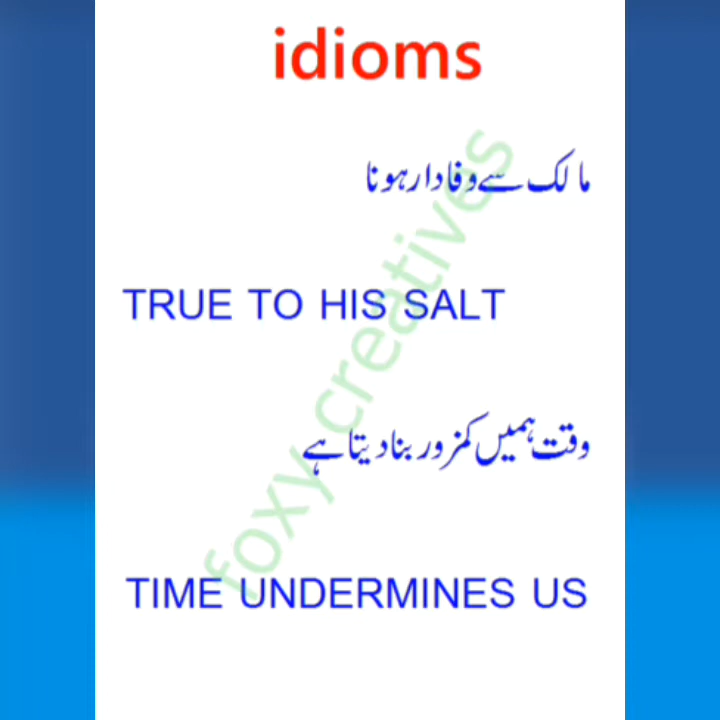 idioms
مالک سے وفادار ہونا
TRUE TO HIS SALT
وقت ہمیں کمزور بنا دیتا ہے
TIME UNDERMINES US
foxy creatives